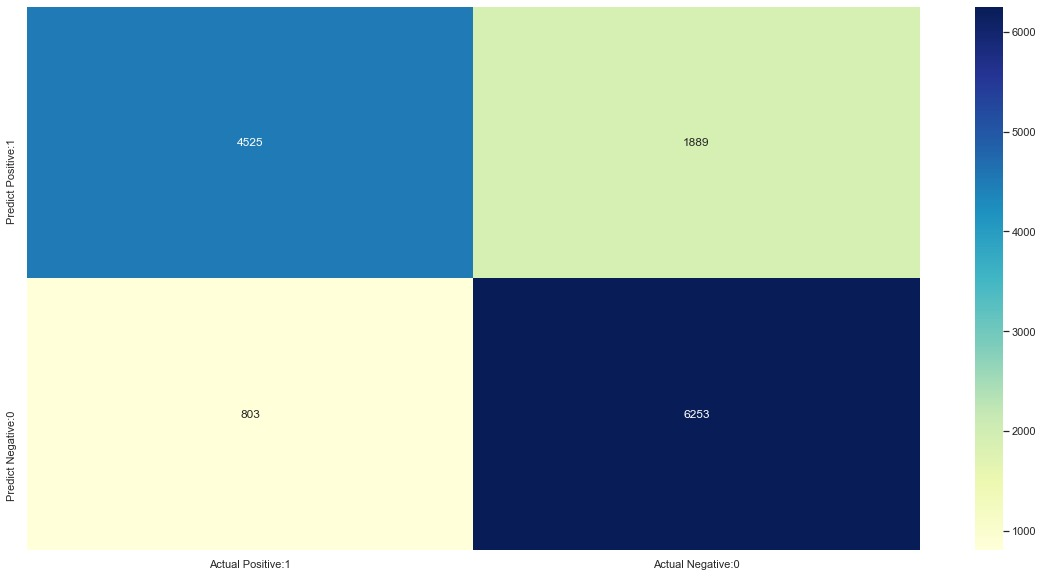 Predict Positive:1
4525
1889
Predict Negative:0
803
6253
Actual Positive:1
Actual Negative:0
6000
5000
4000
3000
2000
1000